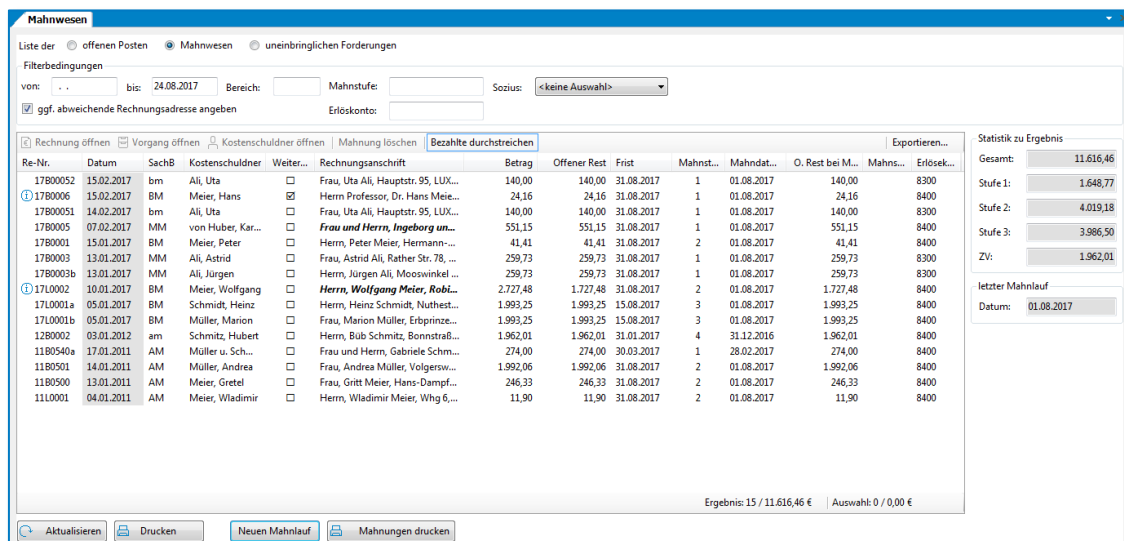 Mahnwesen
Liste der offenen Posten Mahnwesen uneinbringlichen Forderungen
Filterbedingungen
von: . . bis: 24.08.2017 Bereich: Mahnstufe: Sozius: <keine Auswahl>
ggf. abweichende Rechnungsadresse angeben Erlöskonto:
Rechnung öffnen Vorgang öffnen Kostenschuldner öffnen Mahnung löschen Bezahlte durchstreichen Exportieren...
Re-Nr. Datum SachB Kostenschuldner Weiter... Rechnungsanschrift Betrag Offener Rest Frist Mahnst... Mahndat... O. Rest bei M... Mahns... Erlösek...
17B00052 15.02.2017 bm Ali, Uta Frau, Uta Ali, Hauptstr. 95, LUX... 140,00 140,00 31.08.2017 1 01.08.2017 140,00 8300
17B0006 15.02.2017 BM Meier, Hans Herrn Professor, Dr. Hans Meie... 24,16 24,16 31.08.2017 1 01.08.2017 24,16 8400
17B00051 14.02.2017 bm Ali, Uta Frau, Uta Ali, Hauptstr. 95, LUX... 140,00 140,00 31.08.2017 1 01.08.2017 140,00 8300
17B0005 07.02.2017 MM von Huber, Kar... Frau und Herrn, Ingeborg un... 551,15 551,15 31.08.2017 1 01.08.2017 551,15 8400
17B0001 15.01.2017 BM Meier, Peter Herrn, Peter Meier, Hermann-... 41,41 41,41 31.08.2017 2 01.08.2017 41,41 8400
17B0003 13.01.2017 MM Ali, Astrid Frau, Astrid Ali, Rather Str. 78, ... 259,73 259,73 31.08.2017 1 01.08.2017 259,73 8300
17B0003b 13.01.2017 MM Ali, Jürgen Herrn, Jürgen Ali, Mooswinkel ... 259,73 259,73 31.08.2017 1 01.08.2017 259,73 8300
17L0002 10.01.2017 BM Meier, Wolfgang Herrn, Wolfgang Meier, Robi... 2.727,48 1.727,48 31.08.2017 2 01.08.2017 1.727,48 8400
17L0001a 05.01.2017 BM Schmidt, Heinz Herrn, Heinz Schmidt, Nuthest... 1.993,25 1.993,25 15.08.2017 3 01.08.2017 1.993,25 8400
17L0001b 05.01.2017 BM Müller, Marion Frau, Marion Müller, Erbprinze... 1.993,25 1.993,25 15.08.2017 3 01.08.2017 1.993,25 8400
12B0002 03.01.2012 am Schmitz, Hubert Herrn, Büb Schmitz, Bonnstraß... 1.962,01 1.962,01 31.01.2017 4 31.12.2016 1.962,01 8400
11B0540a 17.01.2011 AM Müller u. Sch... Frau und Herrn, Gabriele Schm... 274,00 274,00 30.03.2017 1 28.02.2017 274,00 8400
11B0501 14.01.2011 AM Müller, Andrea Frau, Andrea Müller, Volgersw... 1.992,06 1.992,06 31.08.2017 2 01.08.2017 1.992,06 8400
11B0500 13.01.2011 AM Meier, Gretel Frau, Gritt Meier, Hans-Dampf... 246,33 246,33 31.08.2017 2 01.08.2017 246,33 8400
11L0001 04.01.2011 AM Meier, Wladimir Herrn, Wladimir Meier, Whg 6,... 11,90 11,90 31.08.2017 2 01.08.2017 11,90 8400
Ergebnis: 15 / 11.616,46 € Auswahl: 0 / 0,00 €
Statistik zu Ergebnis
Gesamt: 11.616,46
Stufe 1: 1.648,77
Stufe 2: 4.019,18
Stufe 3: 3.986,50
ZV: 1.962,01
letzter Mahnlauf
Datum: 01.08.2017
Aktualisieren Drucken Neuen Mahnlauf Mahnungen drucken